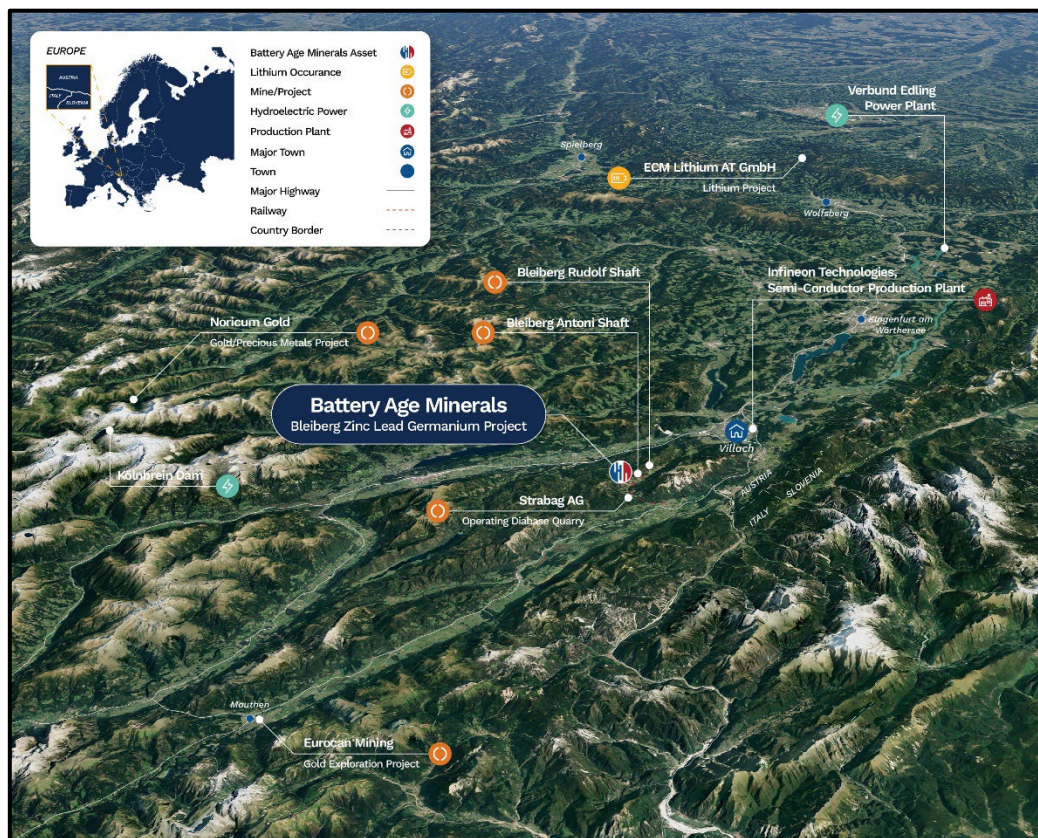 EUROPE
AUSTRIA
ITALY
SLOVENIA
Battery Age Minerals Asset
Lithium Occurance
Mine/Project
Hydroelectric Power
Production Plant
Major Town
Town
Major Highway
Railway
Country Border
Verbund Edling
Power Plant
Spielberg
ECM Lithium AT GmbH
Lithium Project
Wolfsberg
Bleiberg Rudolf Shaft
Infineon Technologies,
Semi-Conductor Production Plant
Noricum Gold
Gold/Precious Metals Project
Bleiberg Antoni Shaft
Klagenfurt am
Wörthersee
Battery Age Minerals
Bleiberg Zinc Lead Germanium Project
Villach
Kölnbrein Dam
AUSTRIA
SLOVENIA
ITALY
Strabag AG
Operating Diabase Quarry
Mauthen
Eurocan Mining
Gold Exploration Project